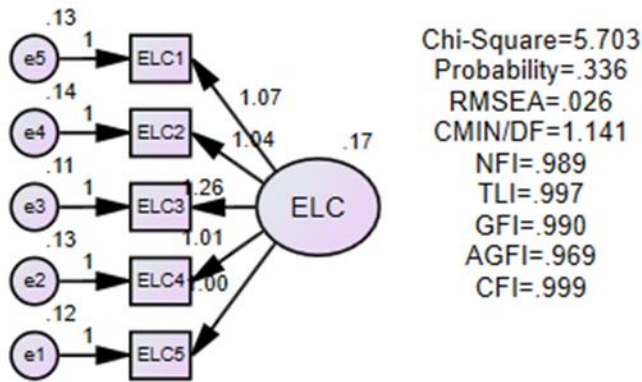 .13
e5 1 ELC1
1.07
.14
e4 1 ELC2
1.04
.17
.11
e3 1 ELC3
1.26
ELC
.13
e2 1 ELC4
1.01
.12
e1 1 ELC5
1.00
Chi-Square=5.703
Probability=.336
RMSEA=.026
CMIN/DF=1.141
NFI=.989
TLI=.997
GFI=.990
AGFI=.969
CFI=.999